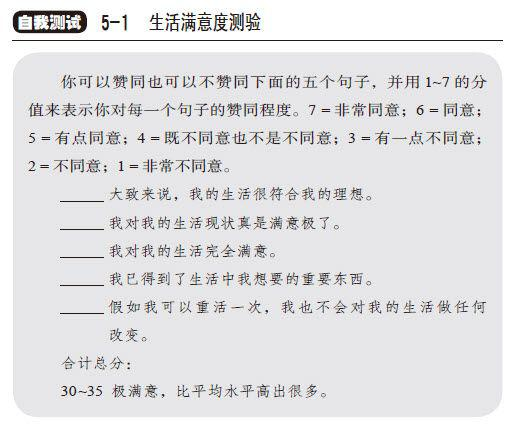 自我测试 5-1 生活满意度测验
你可以赞同也可以不赞同下面的五个句子，并用 1~7 的分
值来表示你对每一个句子的赞同程度。7 = 非常同意；6 = 同意；
5 = 有点同意；4 = 既不同意也不是不同意；3 = 有一点不同意；
2 = 不同意；1 = 非常不同意。
_____ 大致来说，我的生活很符合我的理想。
_____ 我对我的生活现状真是满意极了。
_____ 我对我的生活完全满意。
_____ 我已得到了生活中我想要的重要东西。
_____ 假如我可以重活一次，我也不会对我的生活做任何
改变。
合计总分：
30~35 极满意，比平均水平高出很多。